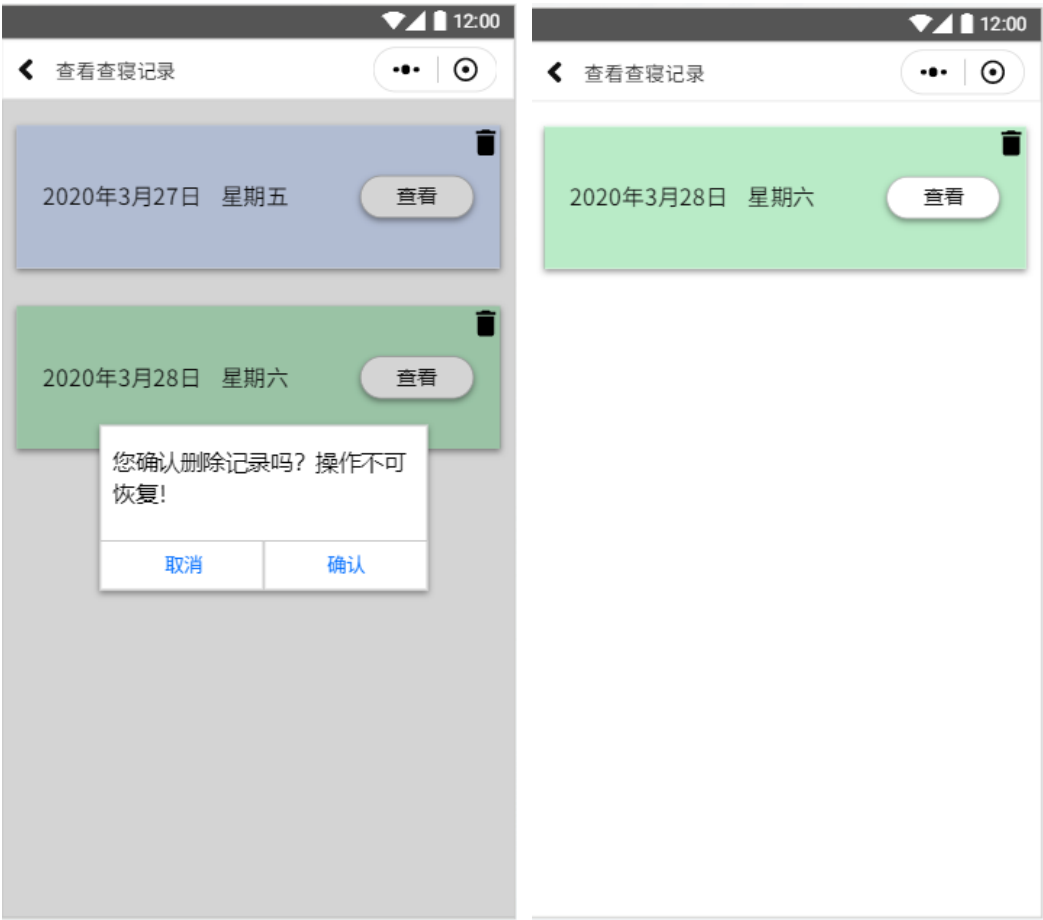 12:00
查看查寝记录
2020年3月27日 星期五
查看
2020年3月28日 星期六
查看
您确认删除记录吗？操作不可
恢复！
取消
确认
12:00
查看查寝记录
2020年3月28日 星期六
查看